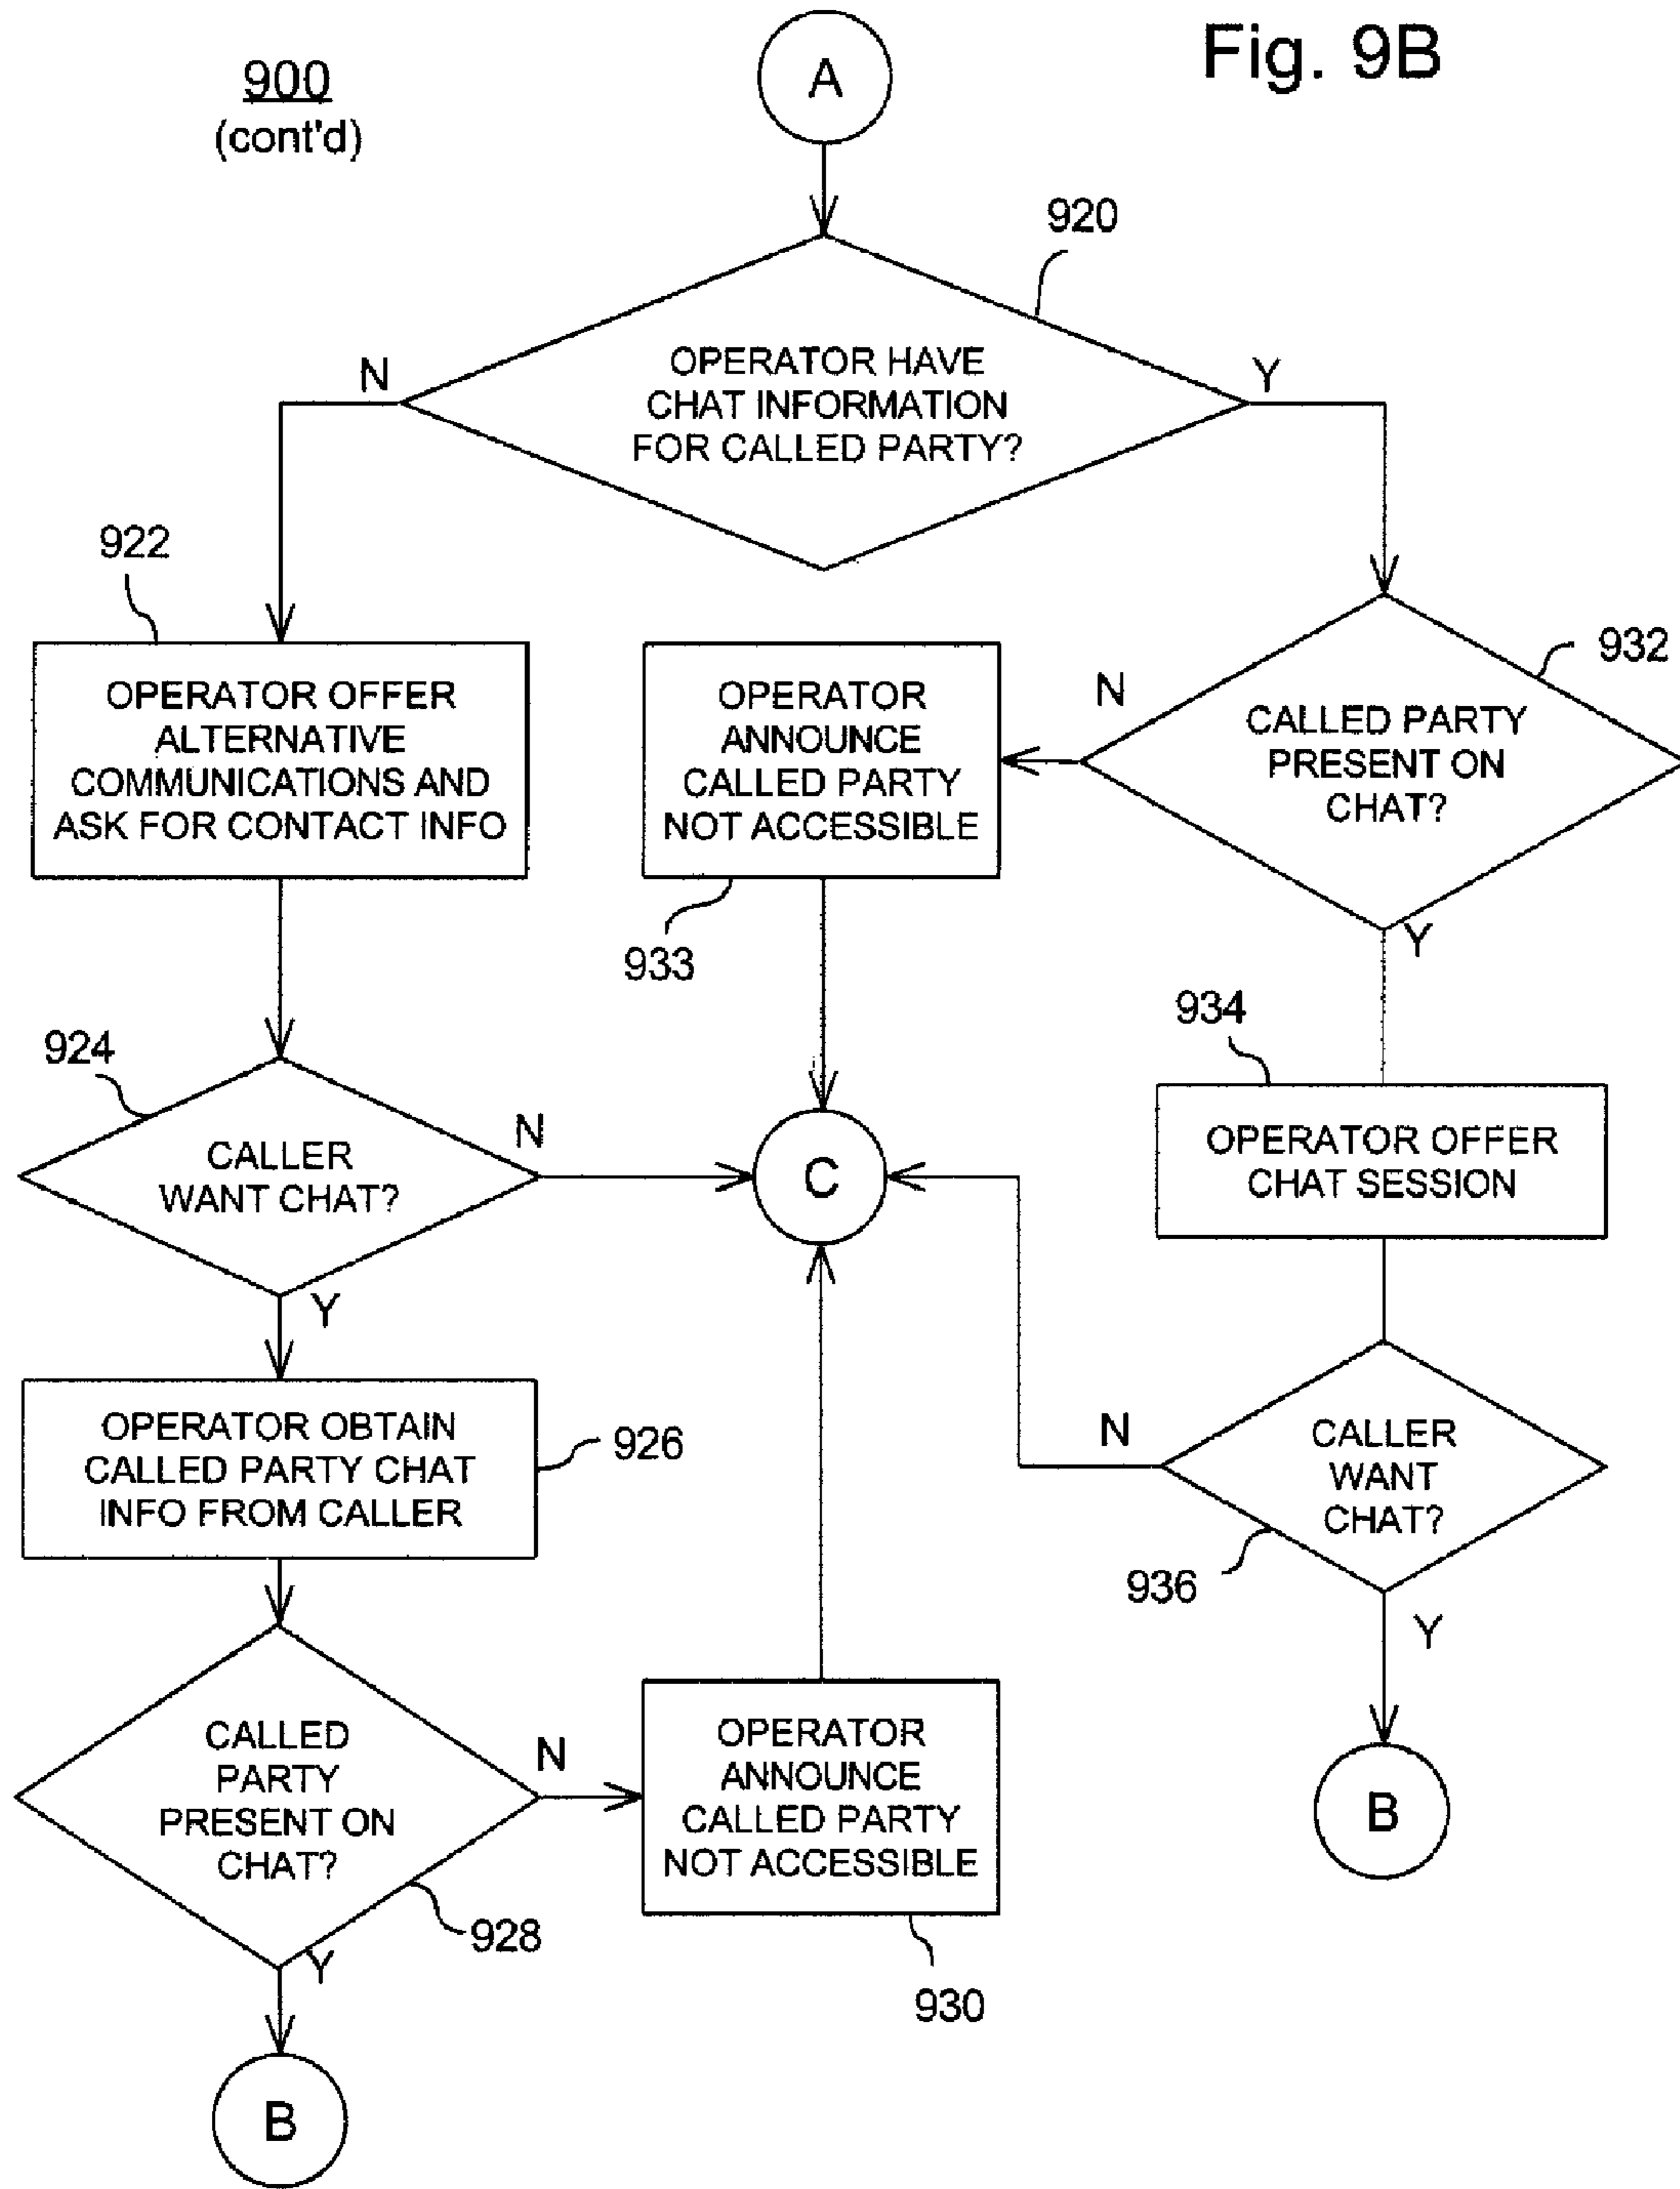 Fig. 9B
900
(cont'd)
A
920
OPERATOR HAVE
CHAT INFORMATION
FOR CALLED PARTY?
N
Y
922
OPERATOR OFFER
ALTERNATIVE
COMMUNICATIONS AND
ASK FOR CONTACT INFO
OPERATOR
ANNOUNCE
CALLED PARTY
NOT ACCESSIBLE
933
N
932
CALLED PARTY
PRESENT ON
CHAT?
Y
934
OPERATOR OFFER
CHAT SESSION
924
CALLER
WANT CHAT?
N
C
Y
926
OPERATOR OBTAIN
CALLED PARTY CHAT
INFO FROM CALLER
N
CALLER
WANT
CHAT?
936
Y
B
CALLED
PARTY
PRESENT ON
CHAT?
N
928
Y
OPERATOR
ANNOUNCE
CALLED PARTY
NOT ACCESSIBLE
930
B